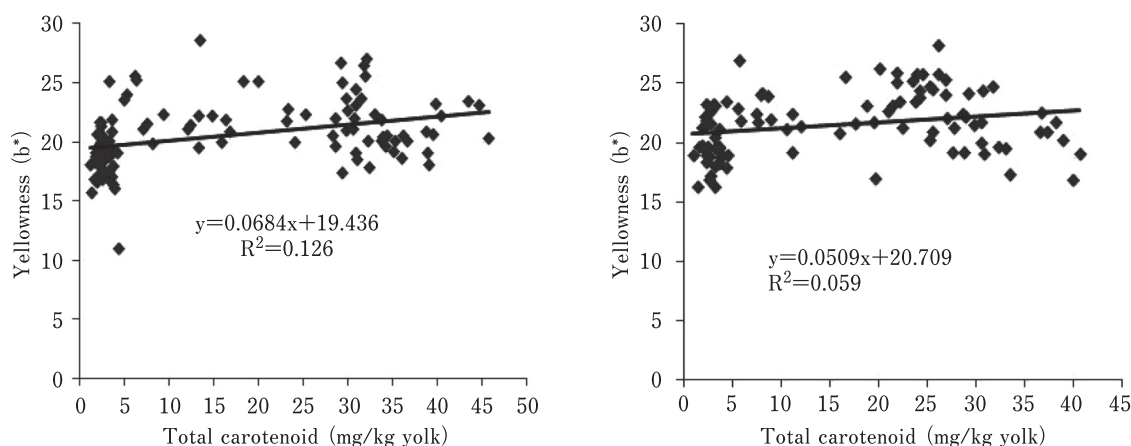 30
25
20
15
10
5
0
Yellowness (b*)
y=0.0684x+19.436
R²=0.126
0 5 10 15 20 25 30 35 40 45 50
Total carotenoid (mg/kg yolk)
30
25
20
15
10
5
0
Yellowness (b*)
y=0.0509x+20.709
R²=0.059
0 5 10 15 20 25 30 35 40 45
Total carotenoid (mg/kg yolk)